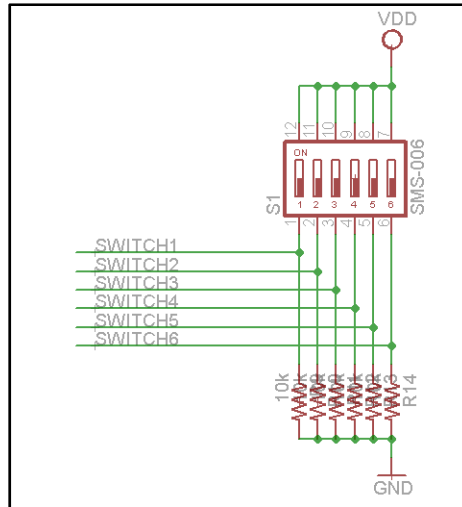 VDD
12 11 10 9 8 7
ON
1 2 3 4 5 6
S1
SMS-006
1 2 3 4 5 6
SWITCH1
SWITCH2
SWITCH3
SWITCH4
SWITCH5
SWITCH6
10k
R14
GND